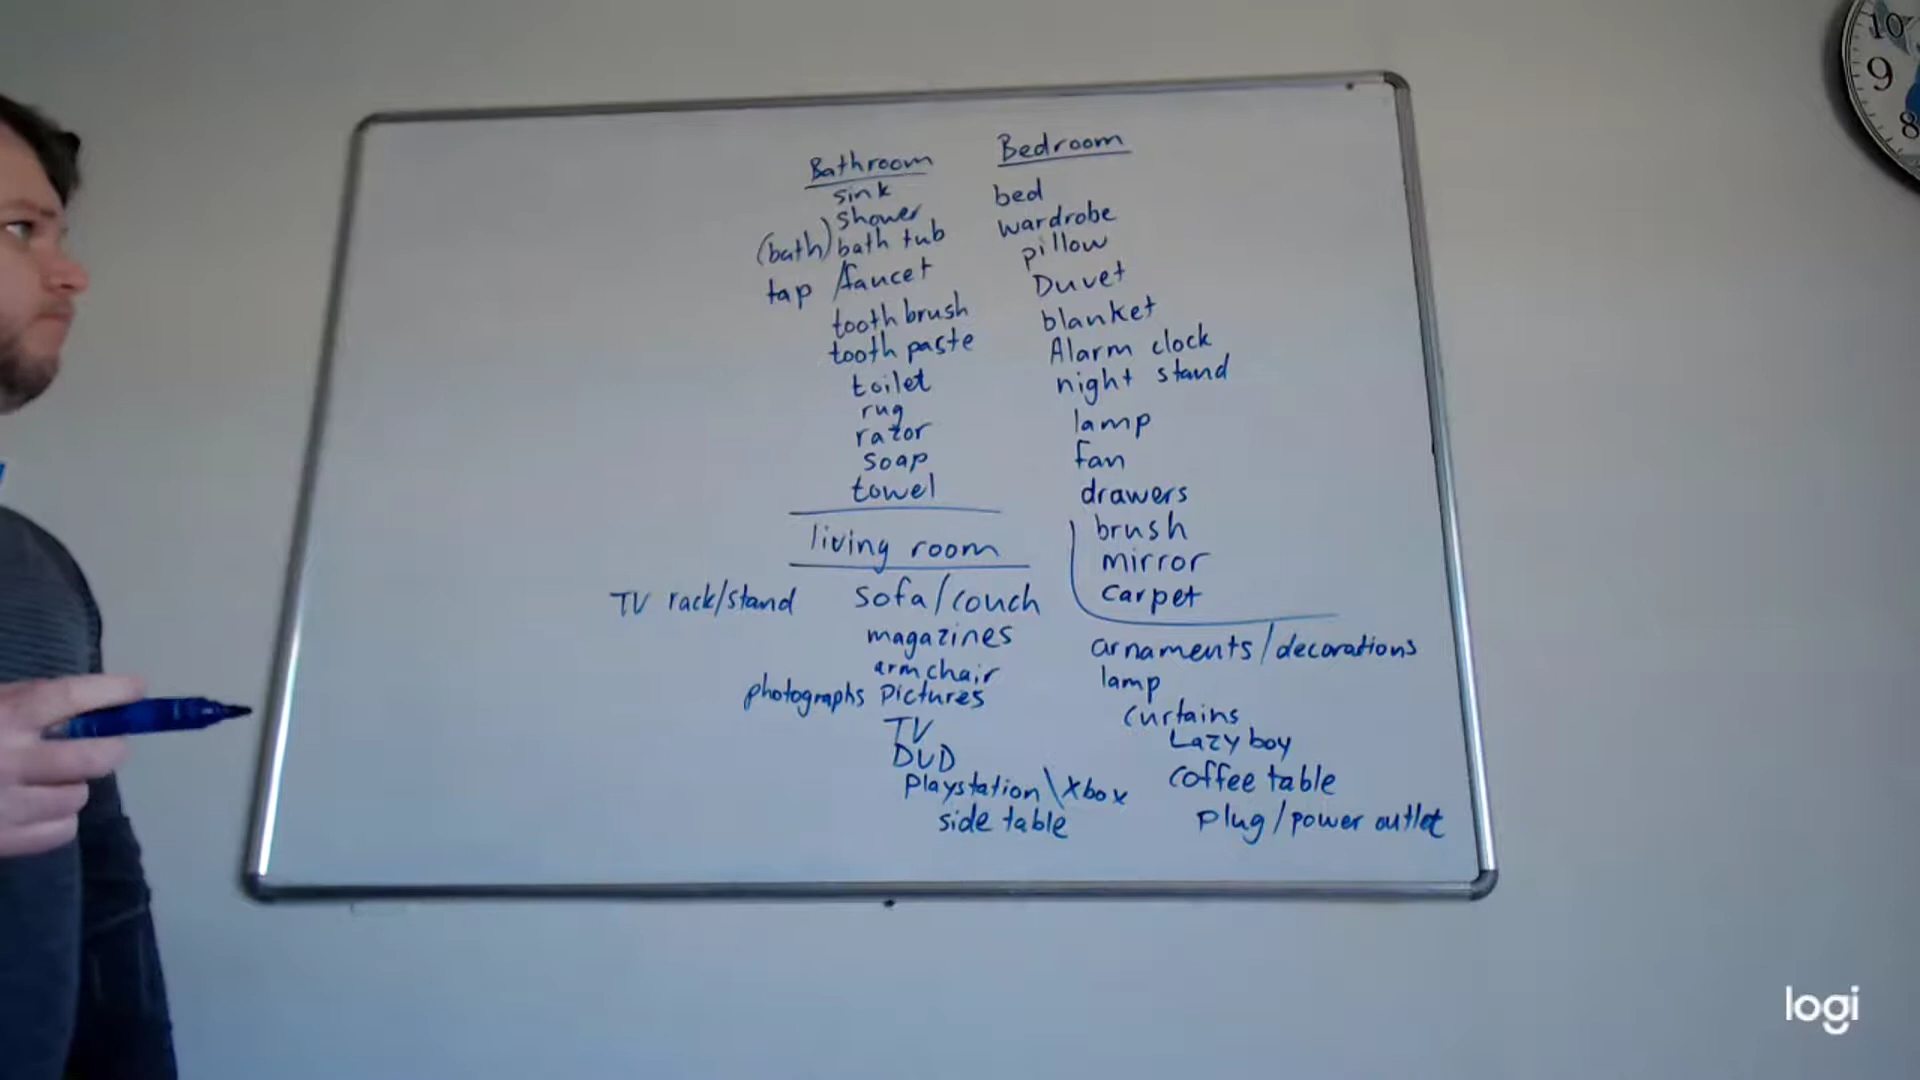 Bathroom
sink
shower
(bath) bath tub
tap /faucet
tooth brush
tooth paste
toilet
rug
razor
soap
towel
Bedroom
bed
wardrobe
pillow
Duvet
blanket
Alarm clock
night stand
lamp
fan
drawers
brush
mirror
carpet
living room
TV rack/stand
sofa/couch
magazines
armchair
photographs pictures
TV
DVD
Playstation\Xbox
side table
arnaments/decorations
lamp
curtains
Lazy boy
coffee table
Plug/power outlet
10
9
8
logi